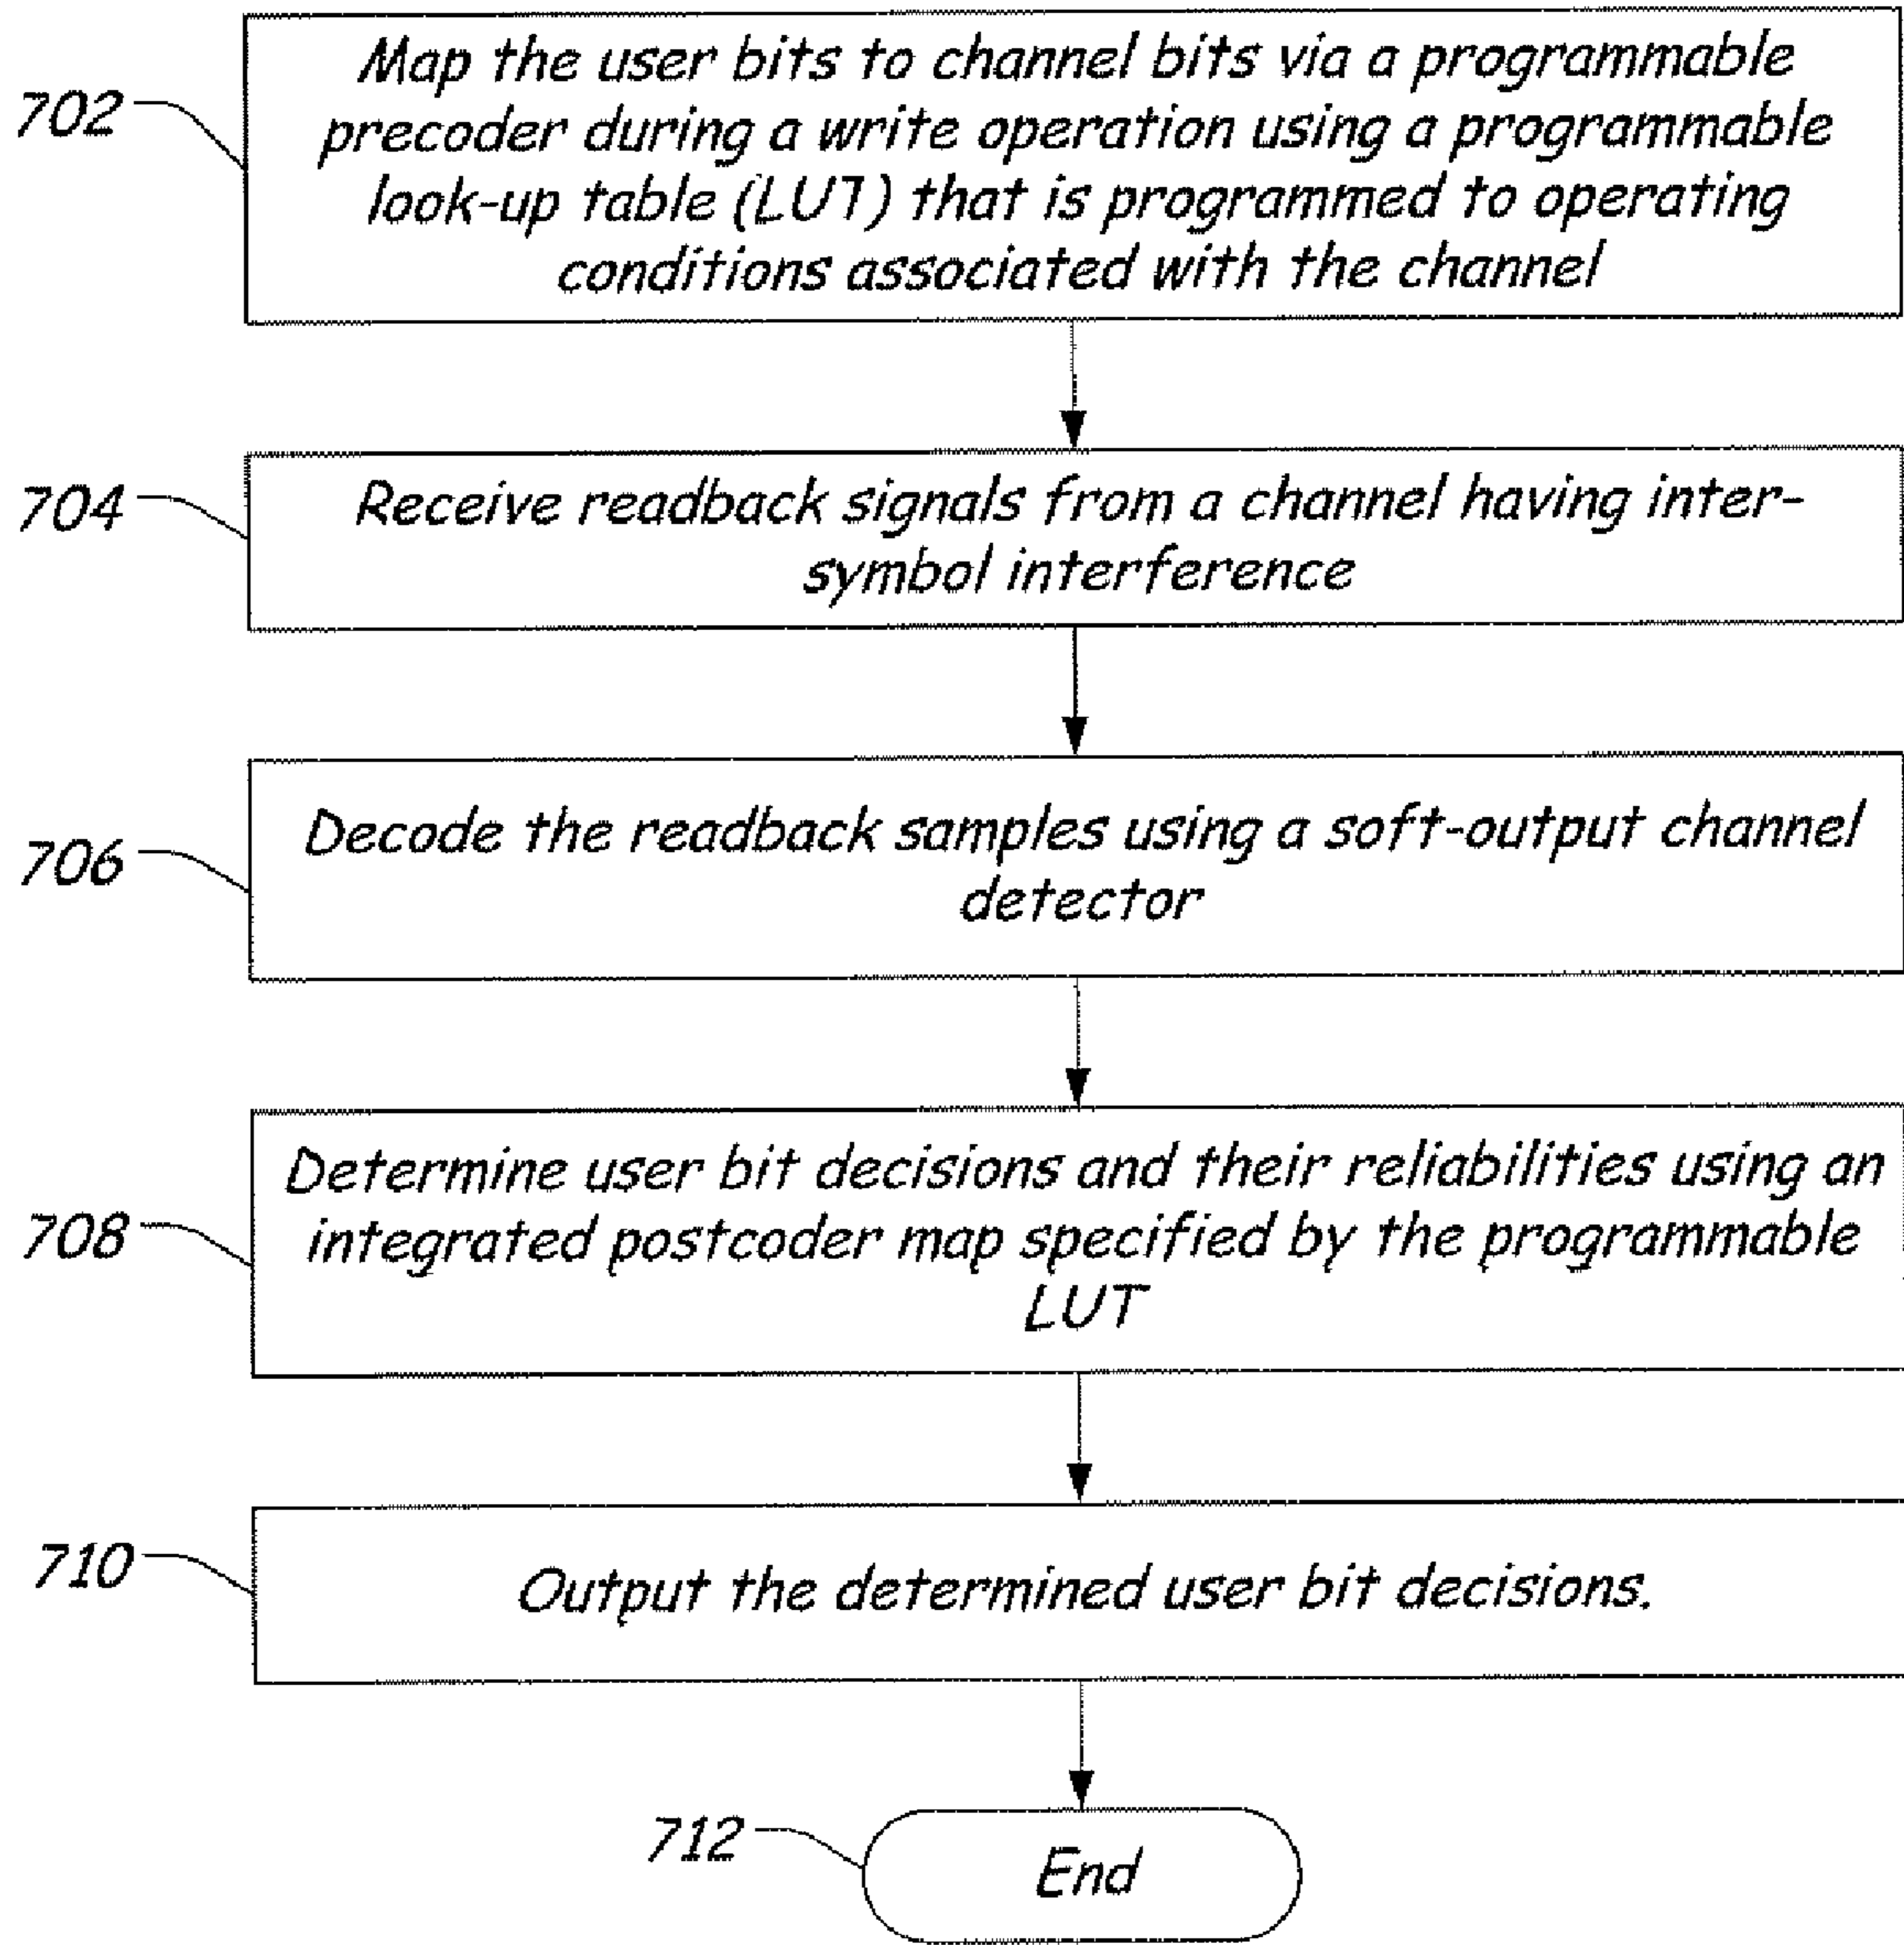 702
Map the user bits to channel bits via a programmable
precoder during a write operation using a programmable
look-up table (LUT) that is programmed to operating
conditions associated with the channel
704
Receive readback signals from a channel having inter-
symbol interference
706
Decode the readback samples using a soft-output channel
detector
708
Determine user bit decisions and their reliabilities using an
integrated postcoder map specified by the programmable
LUT
710
Output the determined user bit decisions.
712
End